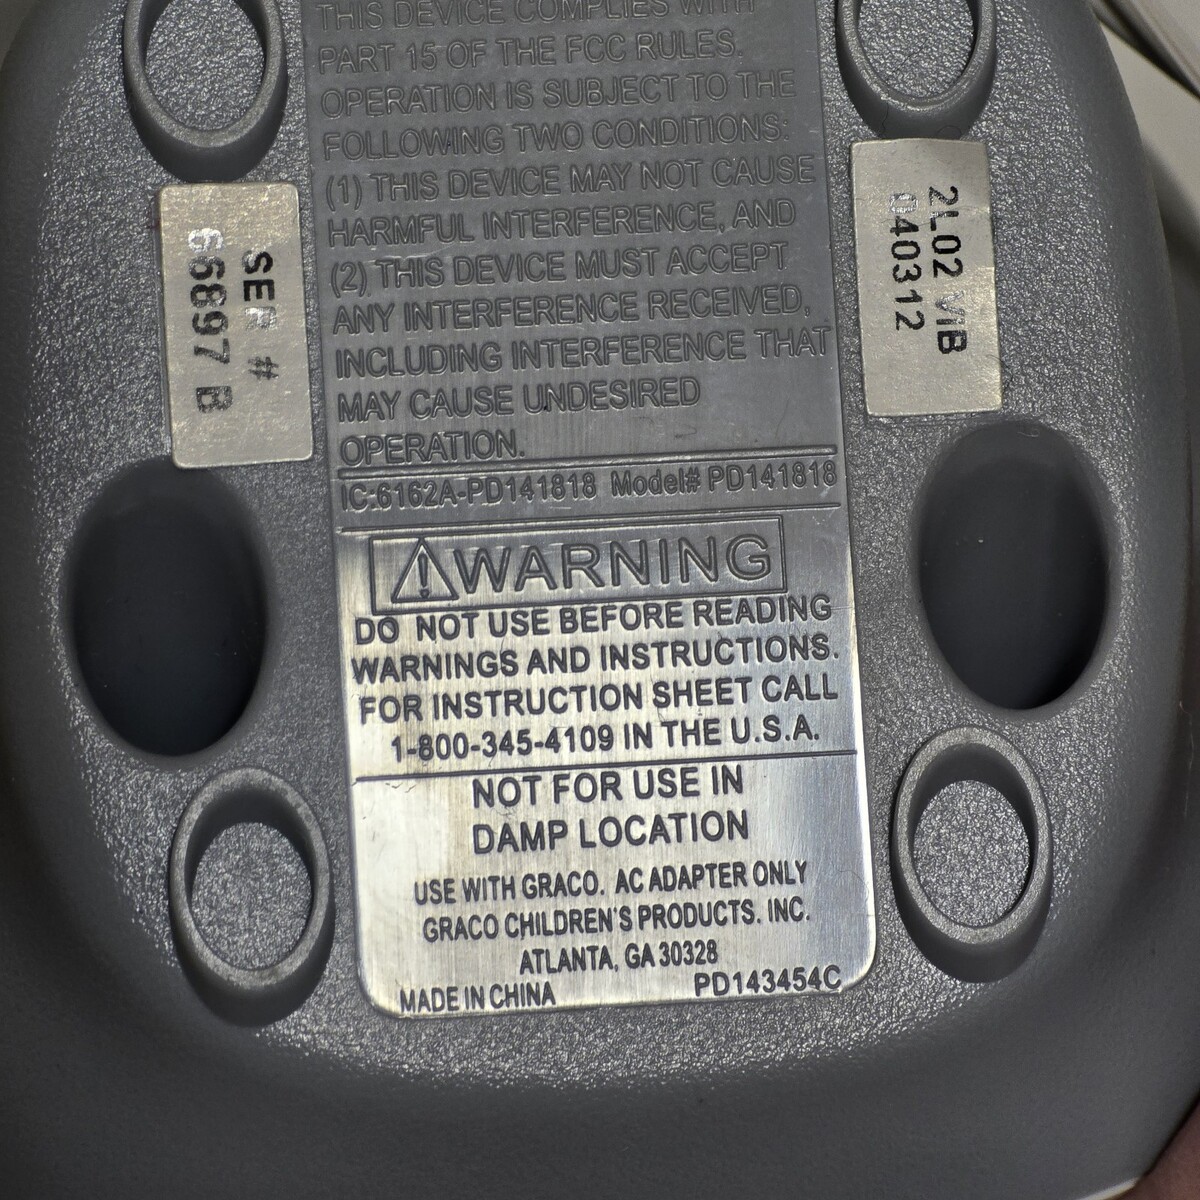 THIS DEVICE COMPLIES WITH
PART 15 OF THE FCC RULES.
OPERATION IS SUBJECT TO THE
FOLLOWING TWO CONDITIONS:
(1) THIS DEVICE MAY NOT CAUSE
HARMFUL INTERFERENCE, AND
(2) THIS DEVICE MUST ACCEPT
ANY INTERFERENCE RECEIVED,
INCLUDING INTERFERENCE THAT
MAY CAUSE UNDESIRED
OPERATION.
IC:6162A-PD141818 Model# PD141818
WARNING
DO NOT USE BEFORE READING
WARNINGS AND INSTRUCTIONS.
FOR INSTRUCTION SHEET CALL
1-800-345-4109 IN THE U.S.A.
NOT FOR USE IN
DAMP LOCATION
USE WITH GRACO. AC ADAPTER ONLY
GRACO CHILDREN'S PRODUCTS. INC.
ATLANTA, GA 30328
MADE IN CHINA PD143454C
SER #
66897 B
2L02 VIB
040312